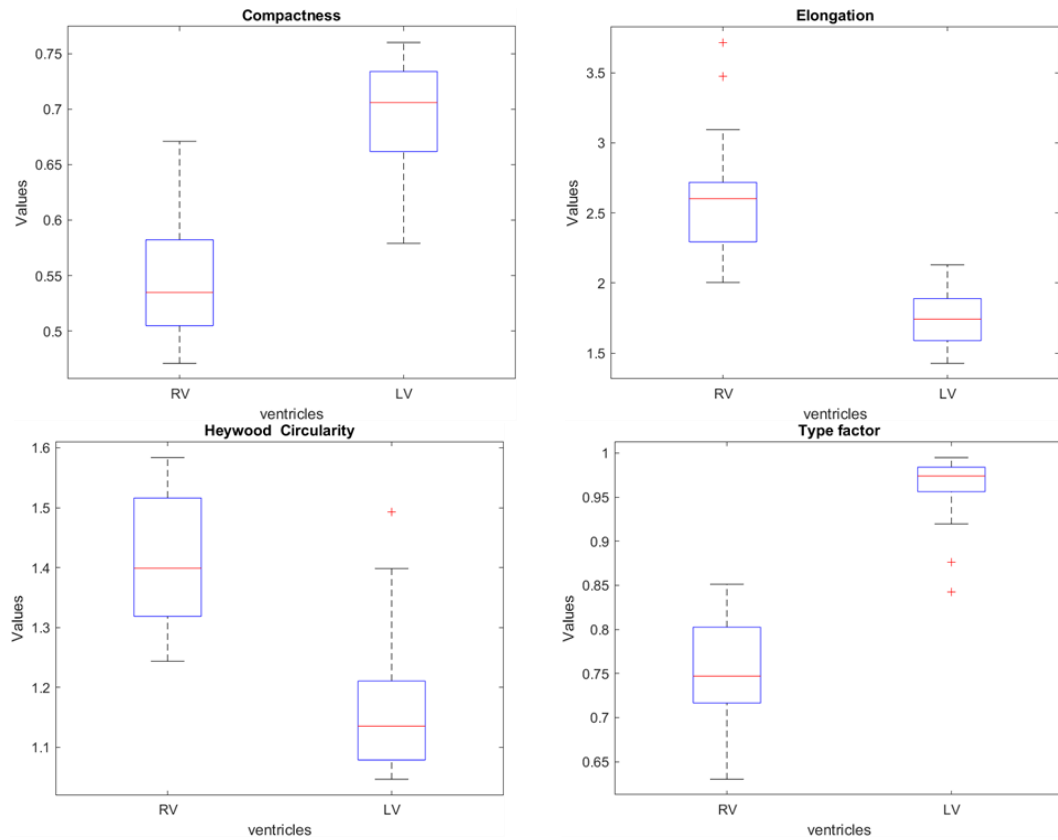 Compactness
0.75
0.7
0.65
0.6
0.55
0.5
Values
RV
LV
ventricles
Elongation
3.5
3
2.5
2
1.5
Values
RV
LV
ventricles
Heywood  Circularity
1.6
1.5
1.4
1.3
1.2
1.1
Values
RV
LV
ventricles
Type factor
1
0.95
0.9
0.85
0.8
0.75
0.7
0.65
Values
RV
LV
ventricles